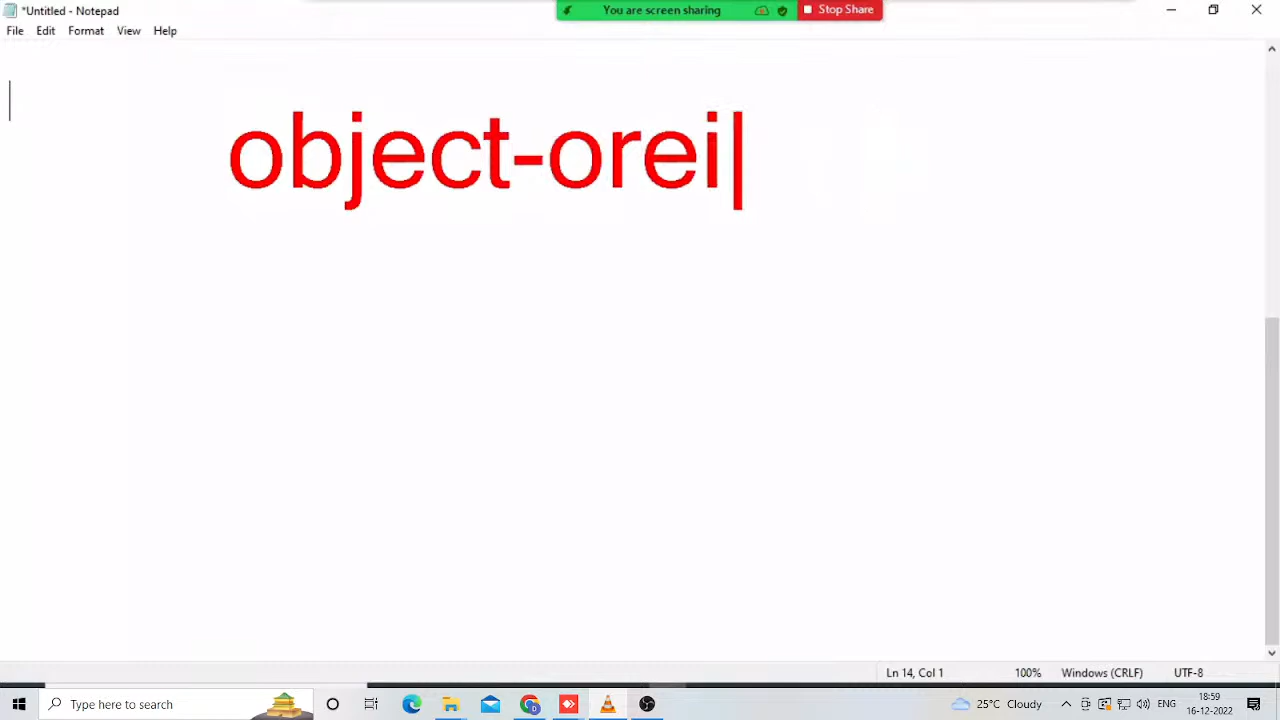 *Untitled - Notepad
You are screen sharing
Stop Share
File Edit Format View Help
object-orei
Ln 14, Col 1
100%
Windows (CRLF)
UTF-8
Type here to search
25°C Cloudy
ENG
18:59
16-12-2022